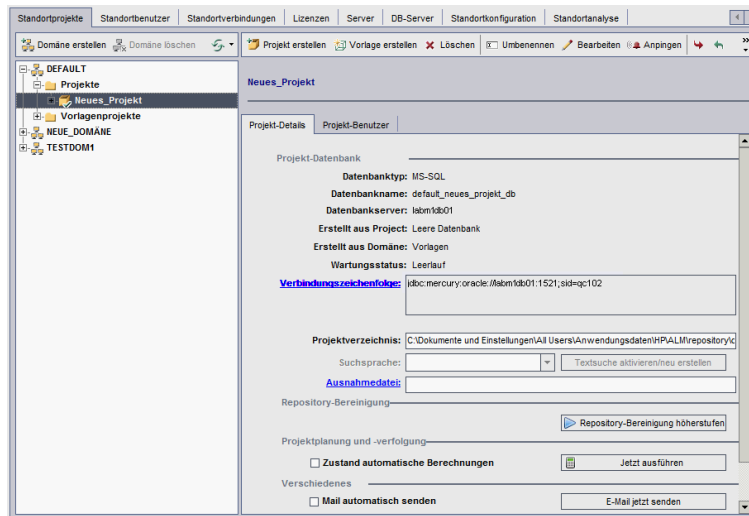 Standortprojekte Standortbenutzer Standortverbindungen Lizenzen Server DB-Server Standortkonfiguration Standortanalyse
Domäne erstellen Domäne löschen Projekt erstellen Vorlage erstellen Löschen Umbenennen Bearbeiten Anpingen
DEFAULT
Projekte
Neues_Projekt
Vorlagenprojekte
NEUE_DOMÄNE
TESTDOM1
Neues_Projekt
Projekt-Details Projekt-Benutzer
Projekt-Datenbank
Datenbanktyp: MS-SQL
Datenbankname: default_neues_projekt_db
Datenbankserver: labm1db01
Erstellt aus Project: Leere Datenbank
Erstellt aus Domäne: Vorlagen
Wartungsstatus: Leerlauf
Verbindungszeichenfolge: jdbc:mercury:oracle://labm1db01:1521;sid=qc102
Projektverzeichnis: C:\Dokumente und Einstellungen\All Users\Anwendungsdaten\HP\ALM\repository\q
Suchsprache: Textsuche aktivieren/neu erstellen
Ausnahmedatei:
Repository-Bereinigung
Repository-Bereinigung höherstufen
Projektplanung und -verfolgung
Zustand automatische Berechnungen Jetzt ausführen
Verschiedenes
Mail automatisch senden E-Mail jetzt senden